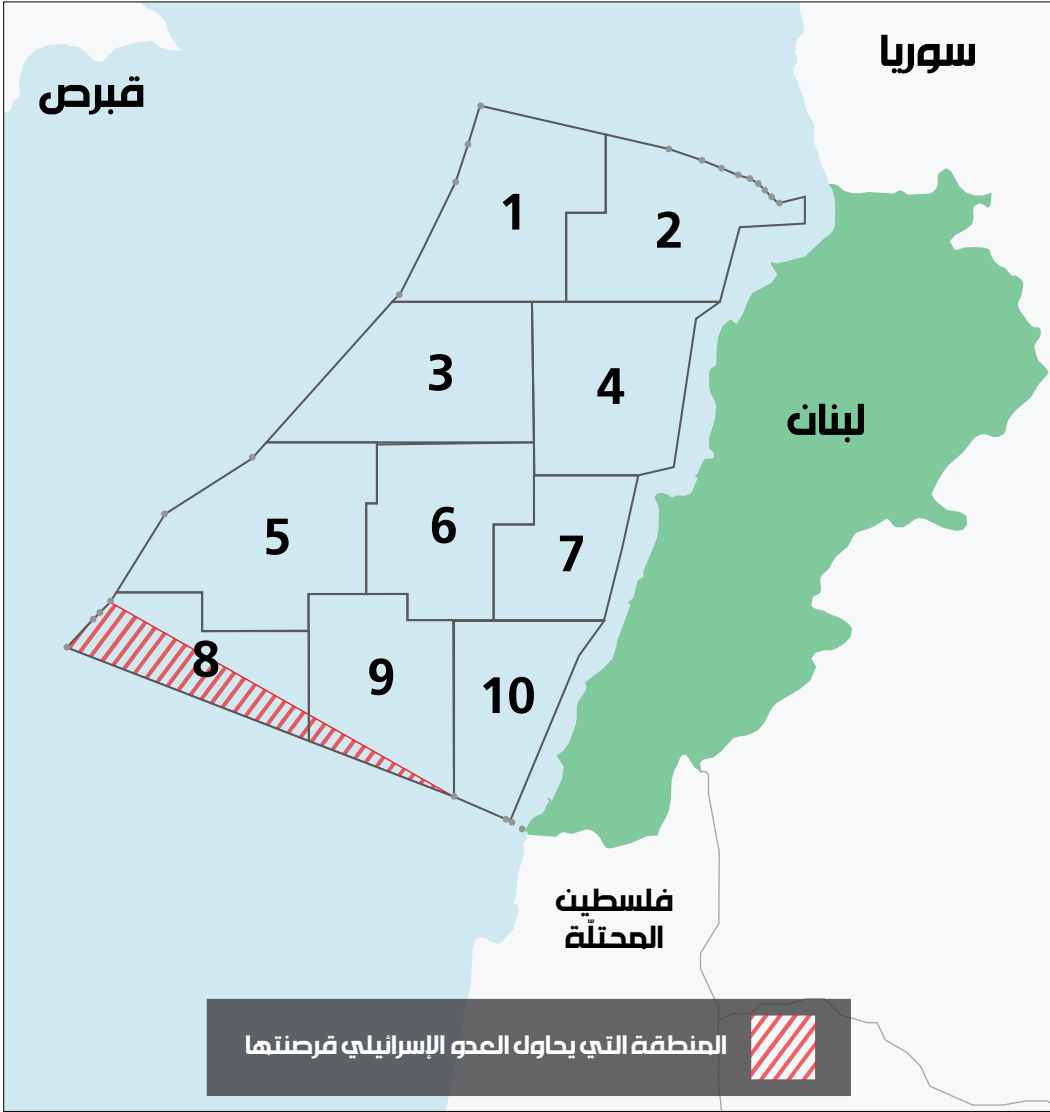 سوريا
قبرص
1
2
3
4
لبنان
5
6
7
8
9
10
فلسطين
المحتلّة
المنطقة التي يحاول العدو الإسرائيلي قرصنتها